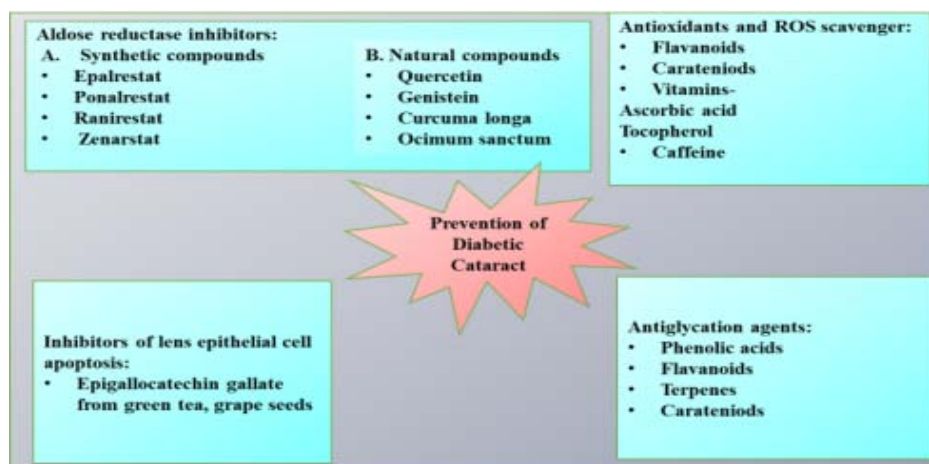 Aldose reductase inhibitors:
A. Synthetic compounds
• Epalrestat
• Ponalrestat
• Ranirestat
• Zenarstat
B. Natural compounds
• Quercetin
• Genistein
• Curcuma longa
• Ocimum sanctum
Antioxidants and ROS scavenger:
• Flavanoids
• Carateniods
• Vitamins-
Ascorbic acid
Tocopherol
• Caffeine
Prevention of
Diabetic
Cataract
Inhibitors of lens epithelial cell
apoptosis:
• Epigallocatechin gallate
from green tea, grape seeds
Antiglycation agents:
• Phenolic acids
• Flavanoids
• Terpenes
• Carateniods